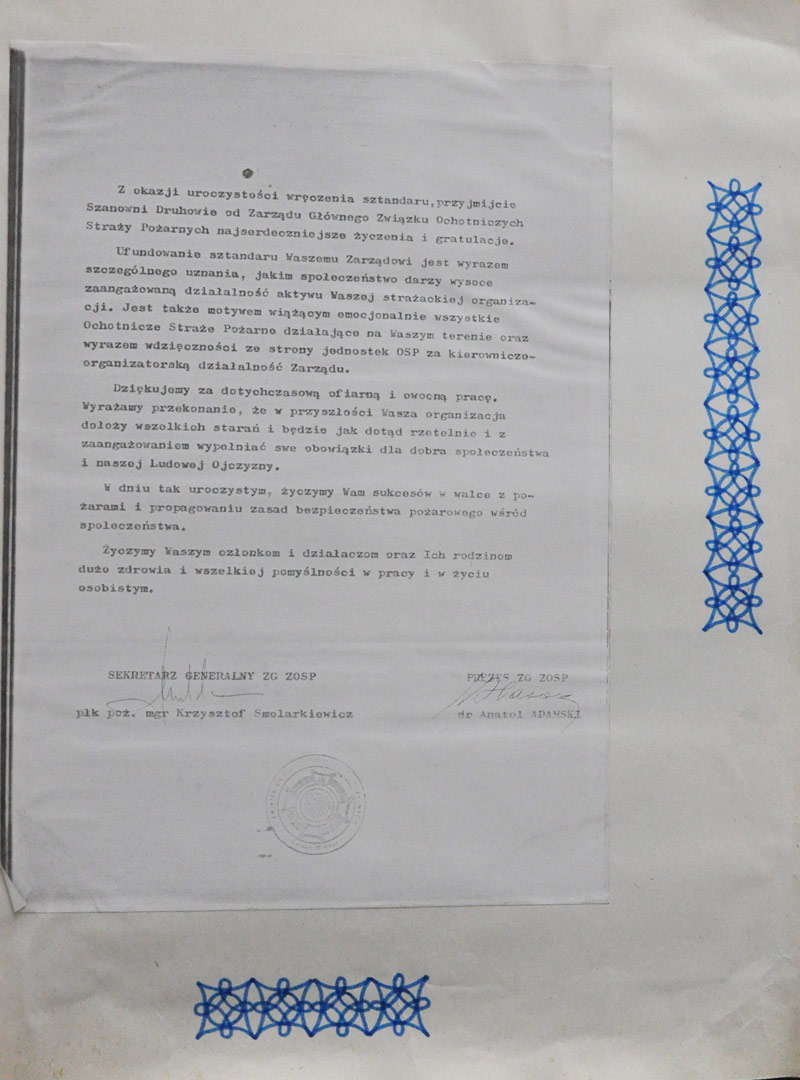 Z okazji uroczystości wręczenia sztandaru,przyjmijcie
Szanowni Druhowie od Zarządu Głównego Związku Ochotniczych
Straży Pożarnych najserdeczniejsze życzenia i gratulacje.
Ufundowanie sztandaru Waszemu Zarządowi jest wyrazem
szczególnego uznania, jakim społeczeństwo darzy wysoce
zaangażowaną działalność aktywu Waszej strażackiej organiza-
cji. Jest także motywem wiążącym emocjonalnie wszystkie
Ochotnicze Straże Pożarne działające na Waszym terenie oraz
wyrazem wdzięczności ze strony jednostek OSP za kierowniczo-
organizatorską działalność Zarządu.
Dziękujemy za dotychczasową ofiarną i owocną pracę.
Wyrażamy przekonanie, że w przyszłości Wasza organizacja
dołoży wszelkich starań i będzie jak dotąd rzetelnie i z
zaangażowaniem wypełniać swe obowiązki dla dobra społeczeństwa
i naszej Ludowej Ojczyzny.
W dniu tak uroczystym, życzymy Wam sukcesów w walce z po-
żarami i propagowaniu zasad bezpieczeństwa pożarowego wśród
społeczeństwa.
Życzymy Waszym członkom i działaczom oraz Ich rodzinom
dużo zdrowia i wszelkiej pomyślności w pracy i w życiu
osobistym.
SEKRETARZ GENERALNY ZG ZOSP
PREZES ZG ZOSP
płk poż. mgr Krzysztof Smolarkiewicz
dr Anatol ADAMSKI